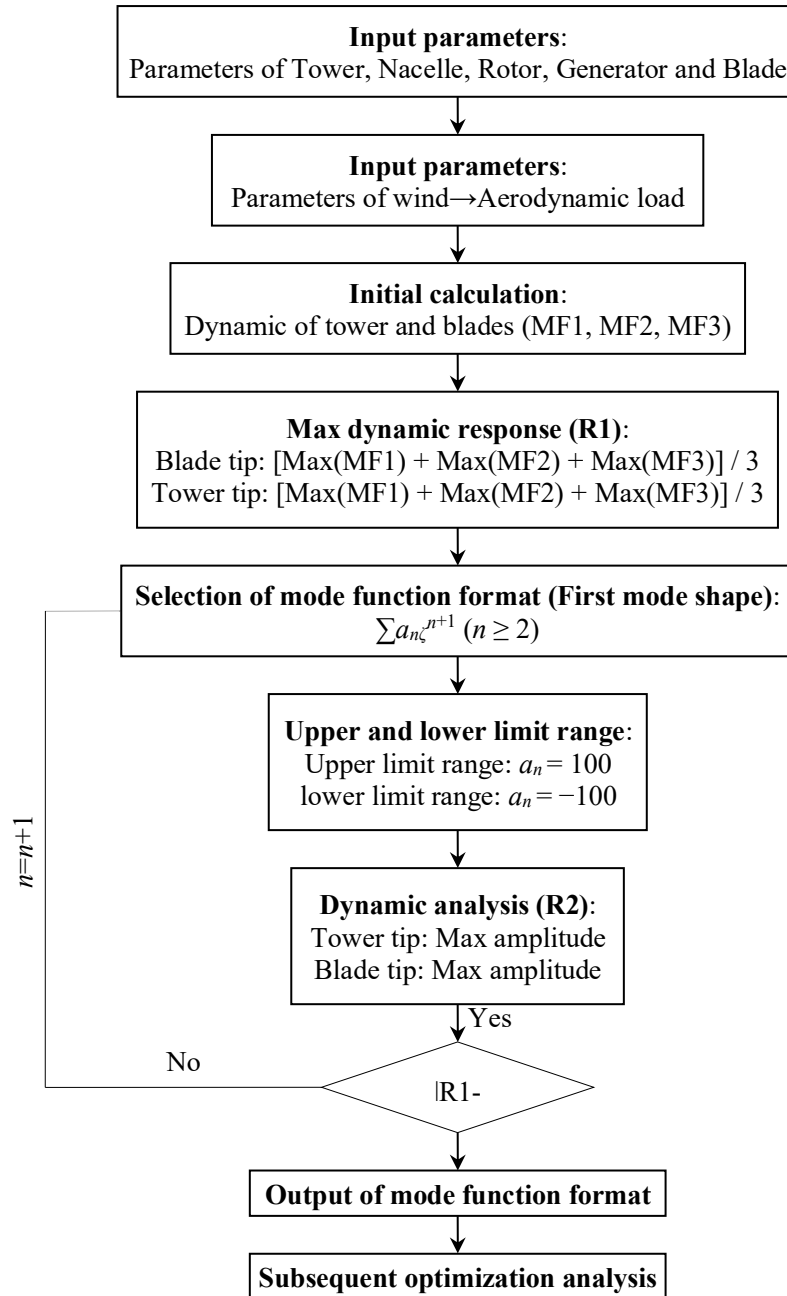 Input parameters:
Parameters of Tower, Nacelle, Rotor, Generator and Blade
Input parameters:
Parameters of wind→Aerodynamic load
Initial calculation:
Dynamic of tower and blades (MF1, MF2, MF3)
Max dynamic response (R1):
Blade tip: [Max(MF1) + Max(MF2) + Max(MF3)] / 3
Tower tip: [Max(MF1) + Max(MF2) + Max(MF3)] / 3
Selection of mode function format (First mode shape):
∑aₙζⁿ⁺¹ (n ≥ 2)
Upper and lower limit range:
Upper limit range: aₙ = 100
lower limit range: aₙ = −100
n=n+1
Dynamic analysis (R2):
Tower tip: Max amplitude
Blade tip: Max amplitude
Yes
No
|R1-
Output of mode function format
Subsequent optimization analysis